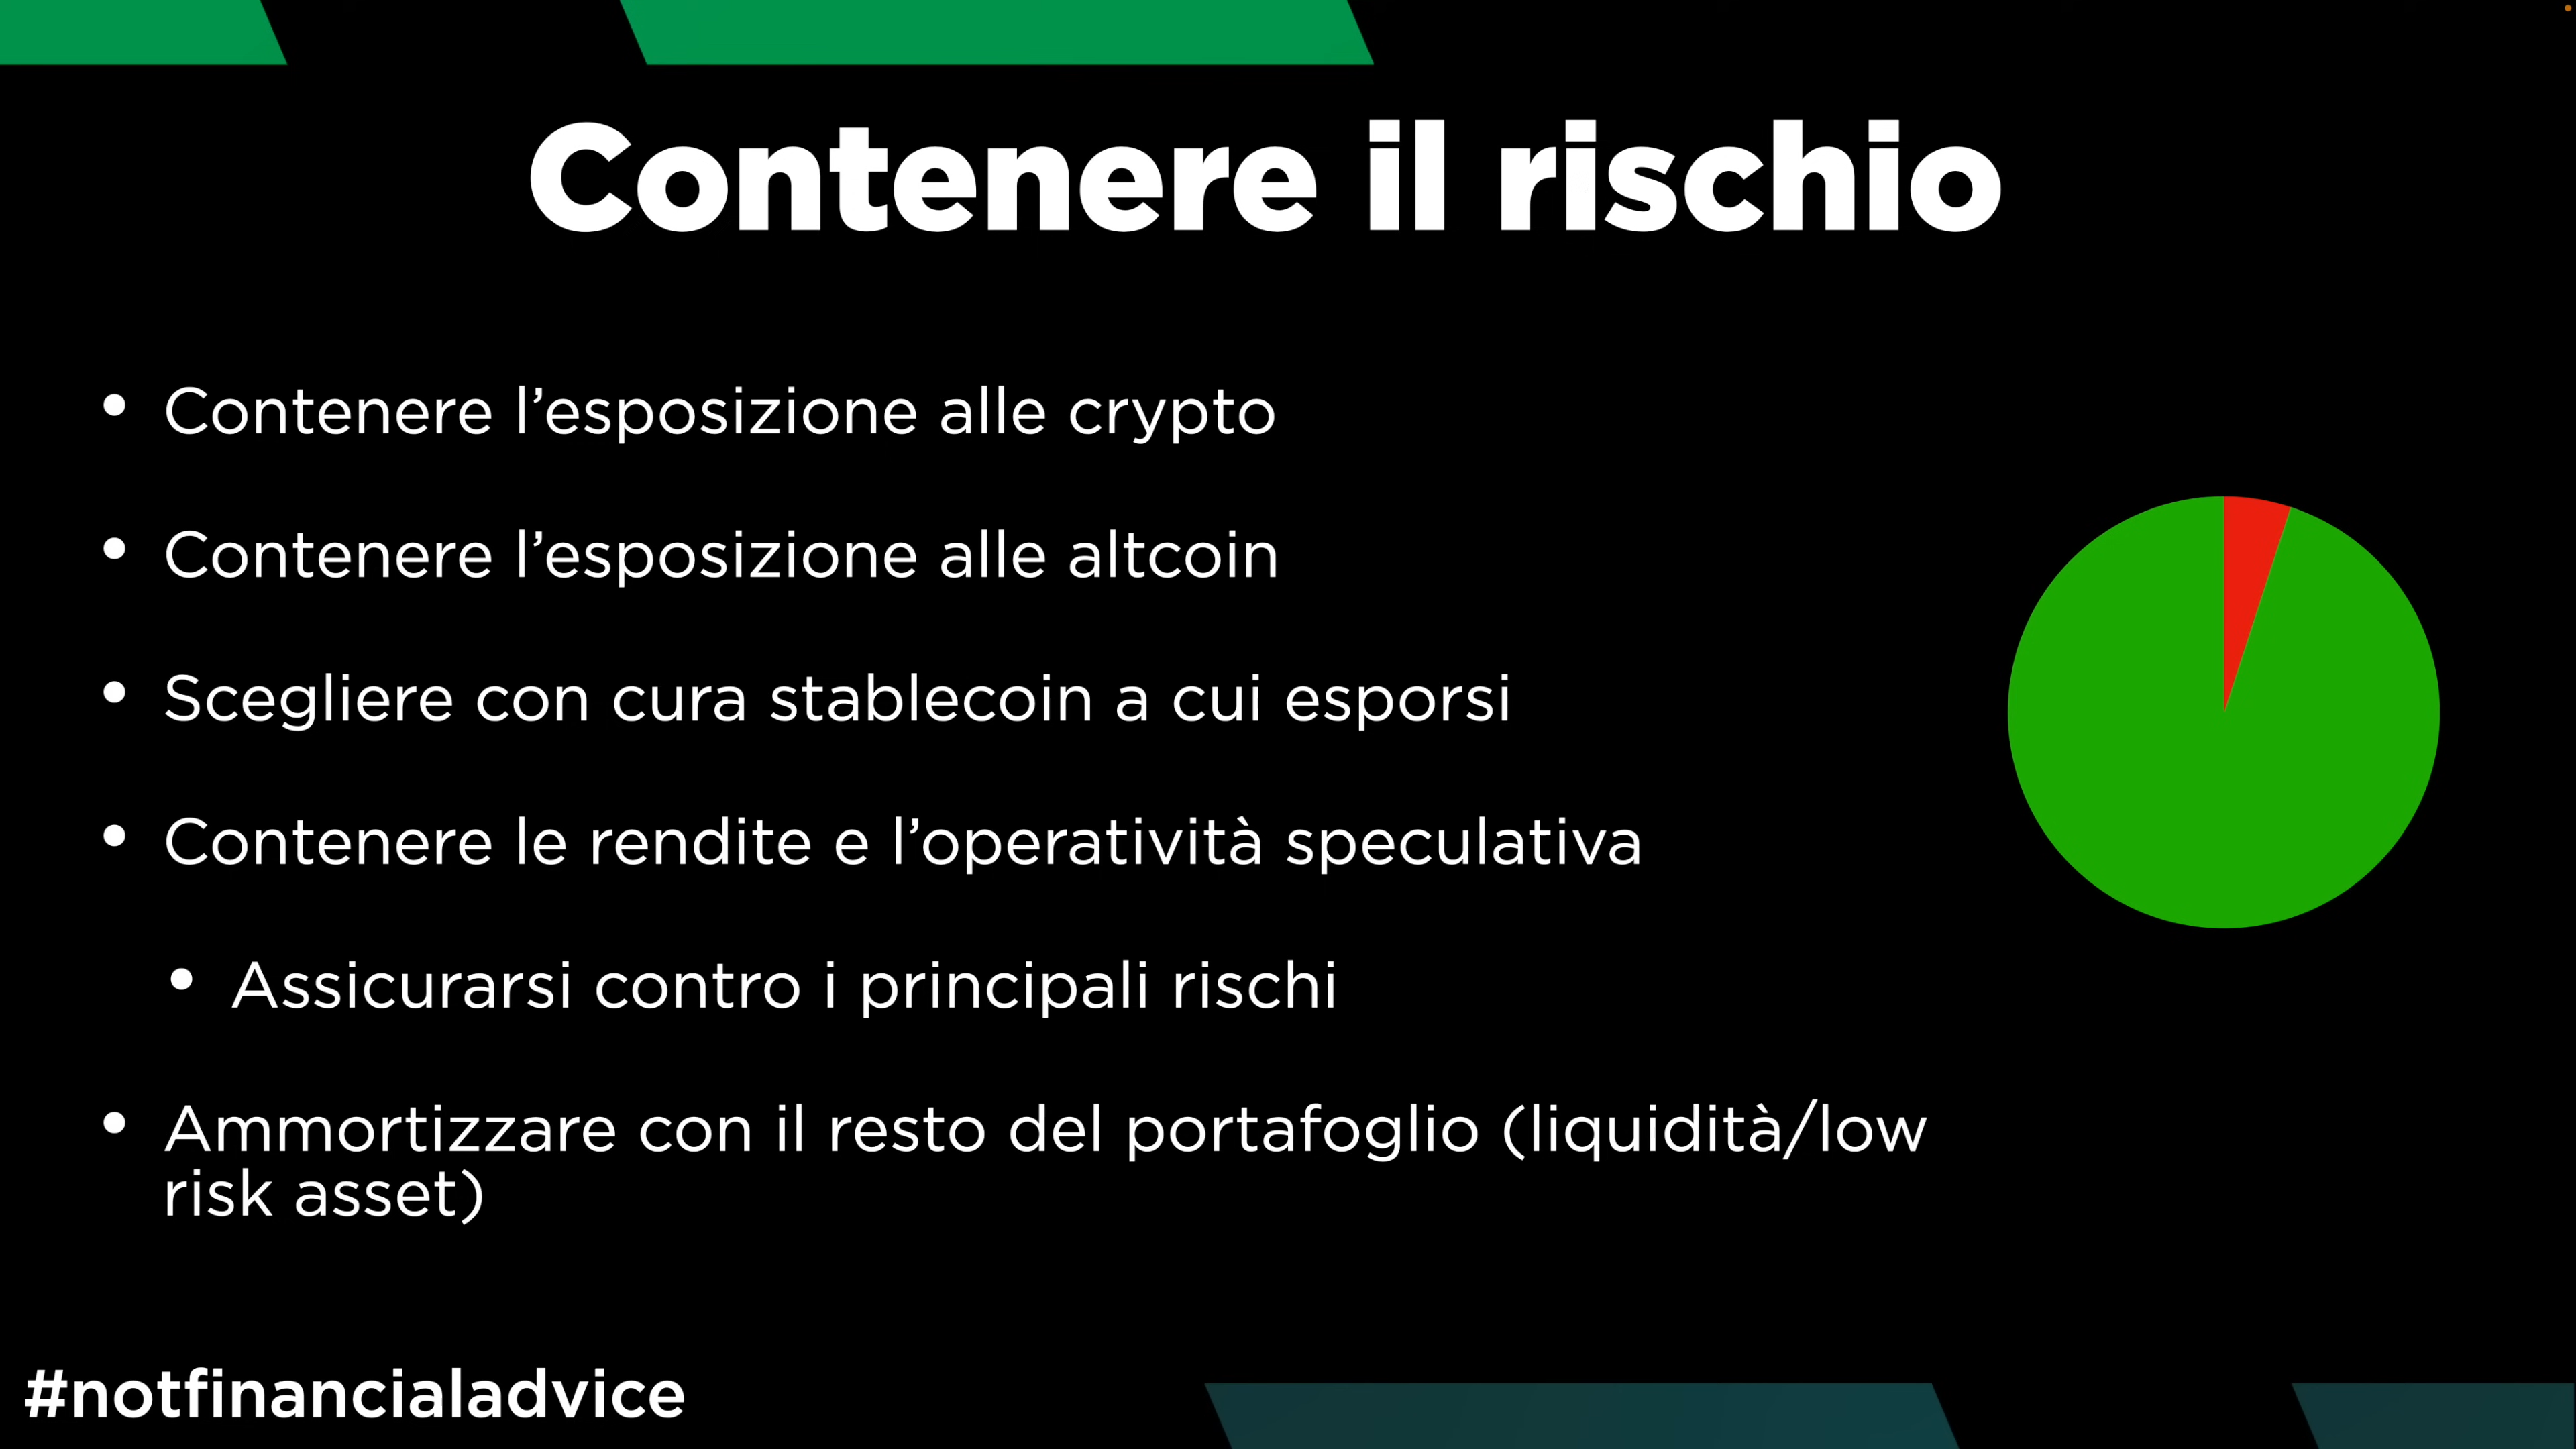 Contenere il rischio
• Contenere l’esposizione alle crypto
• Contenere l’esposizione alle altcoin
• Scegliere con cura stablecoin a cui esporsi
• Contenere le rendite e l’operatività speculativa
• Assicurarsi contro i principali rischi
• Ammortizzare con il resto del portafoglio (liquidità/low
risk asset)
#notfinancialadvice